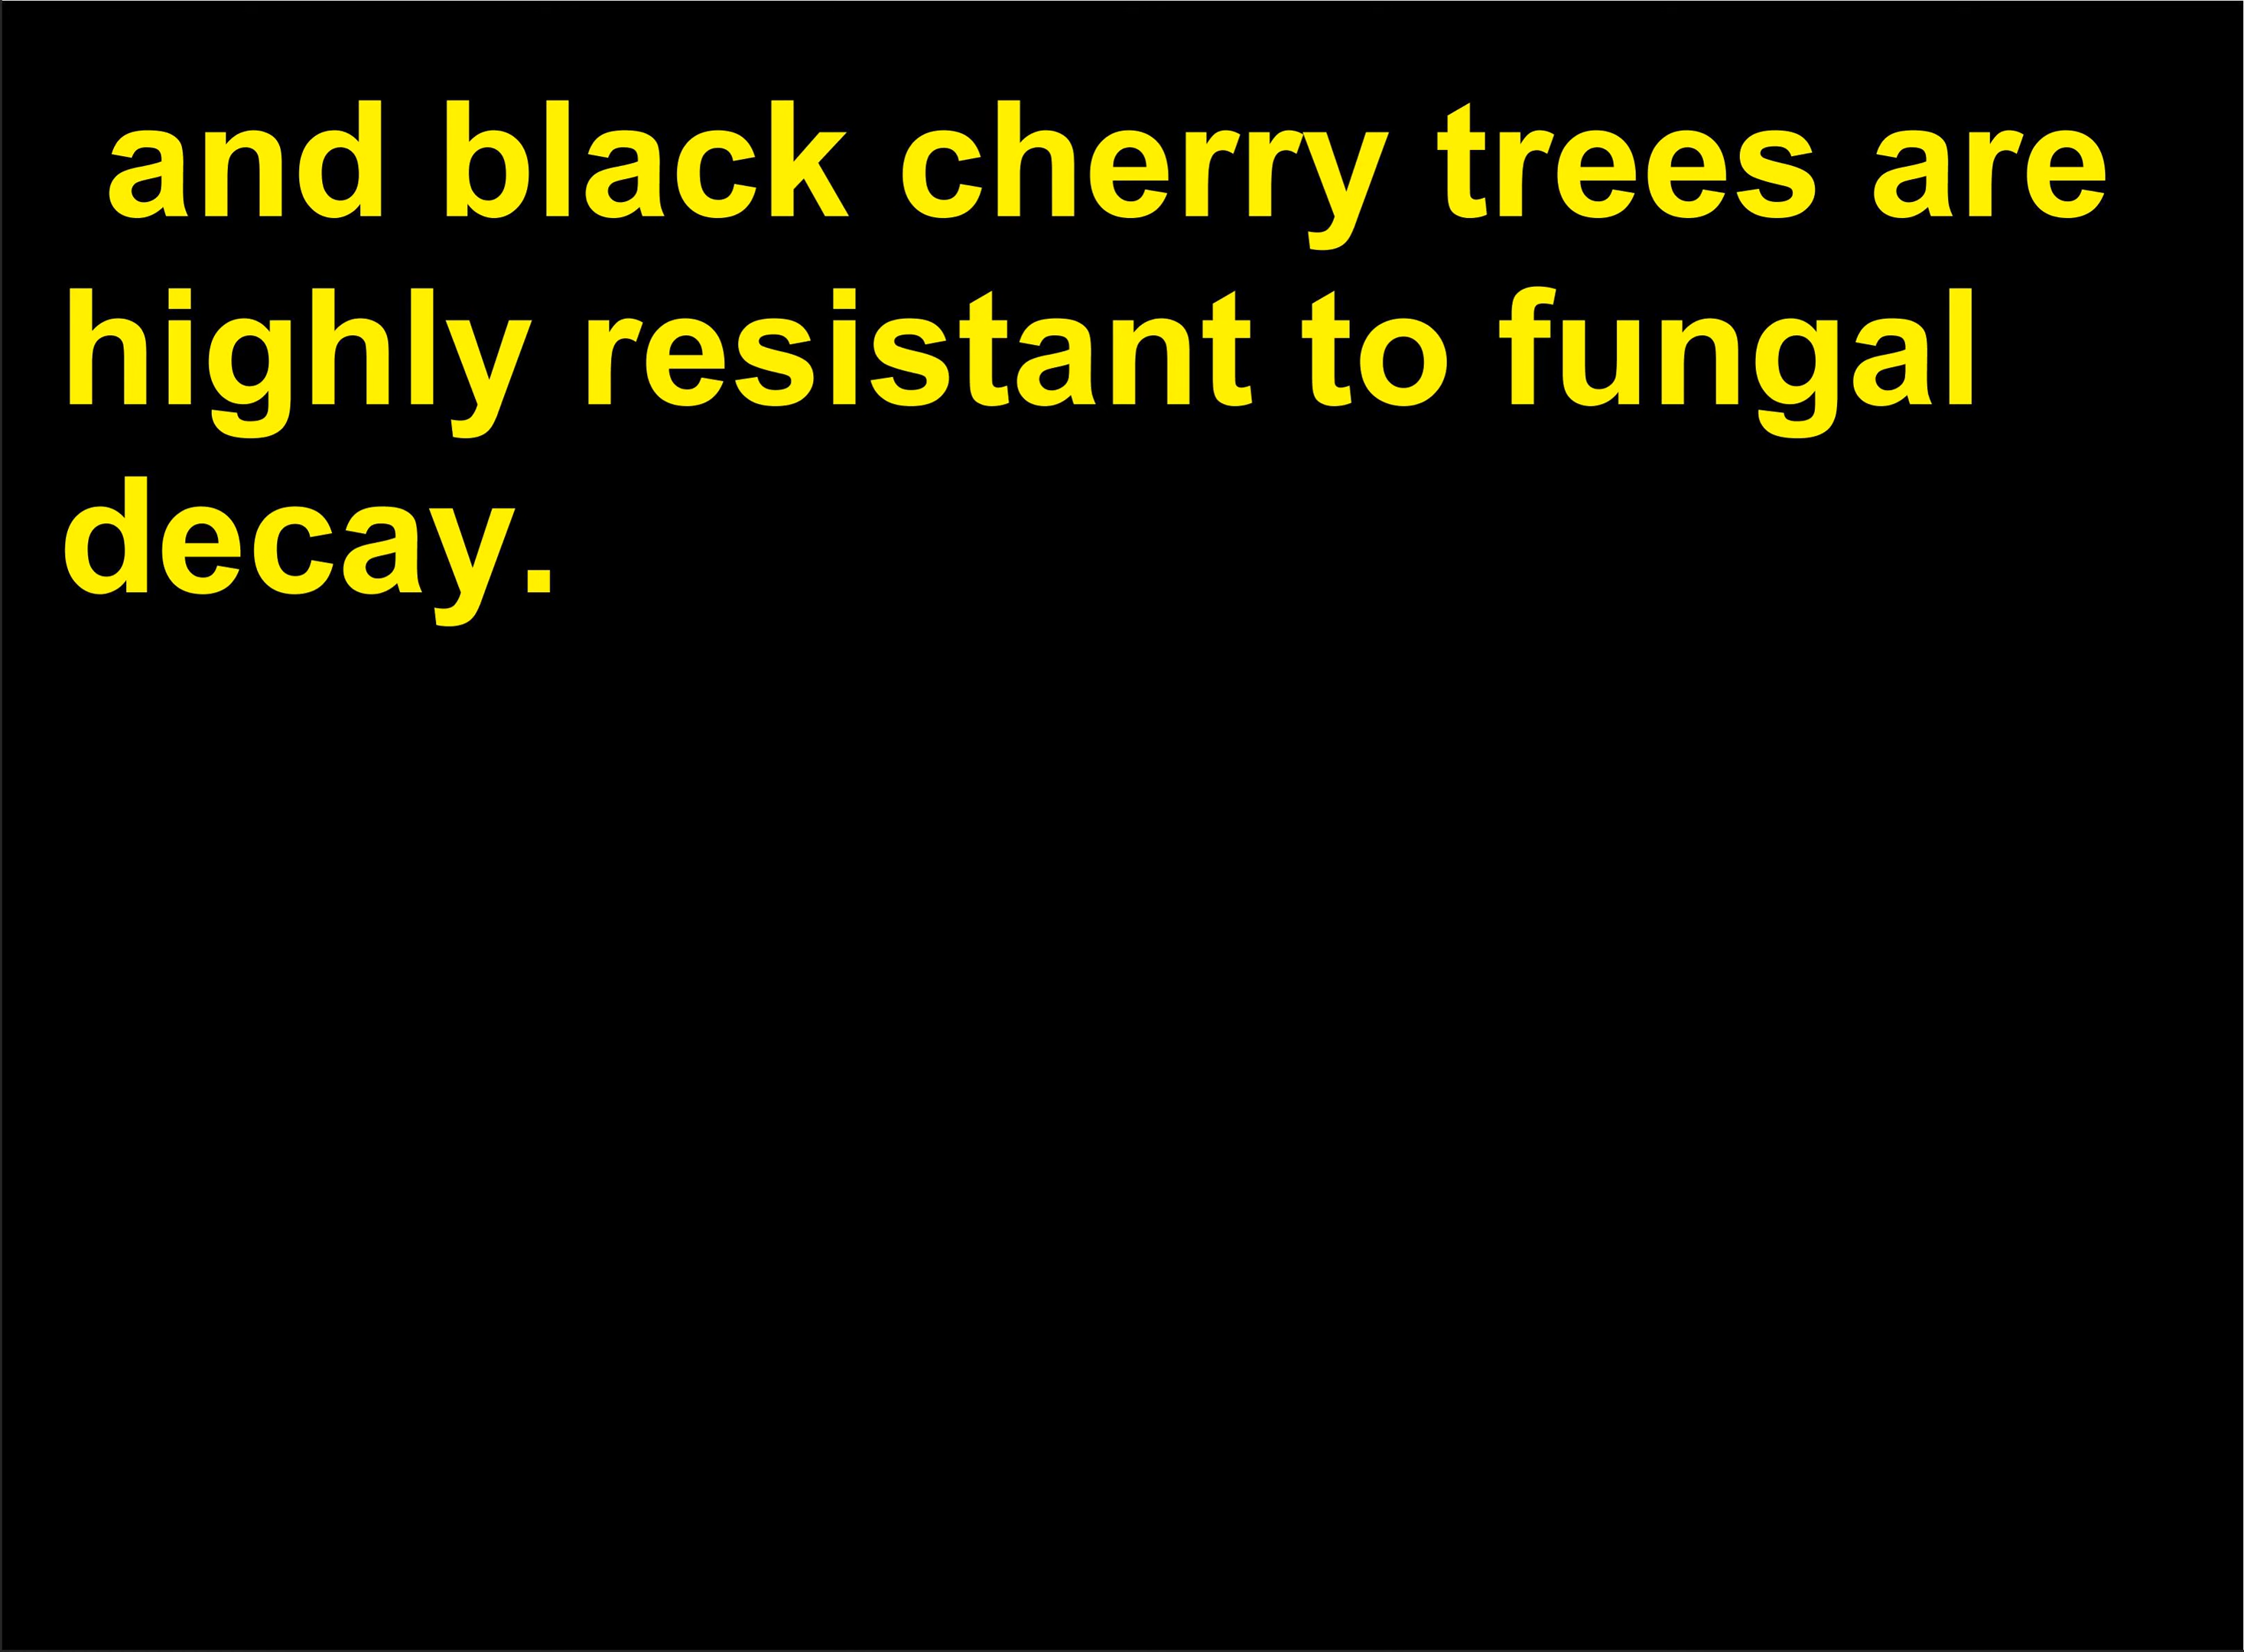 and black cherry trees are
highly resistant to fungal
decay.